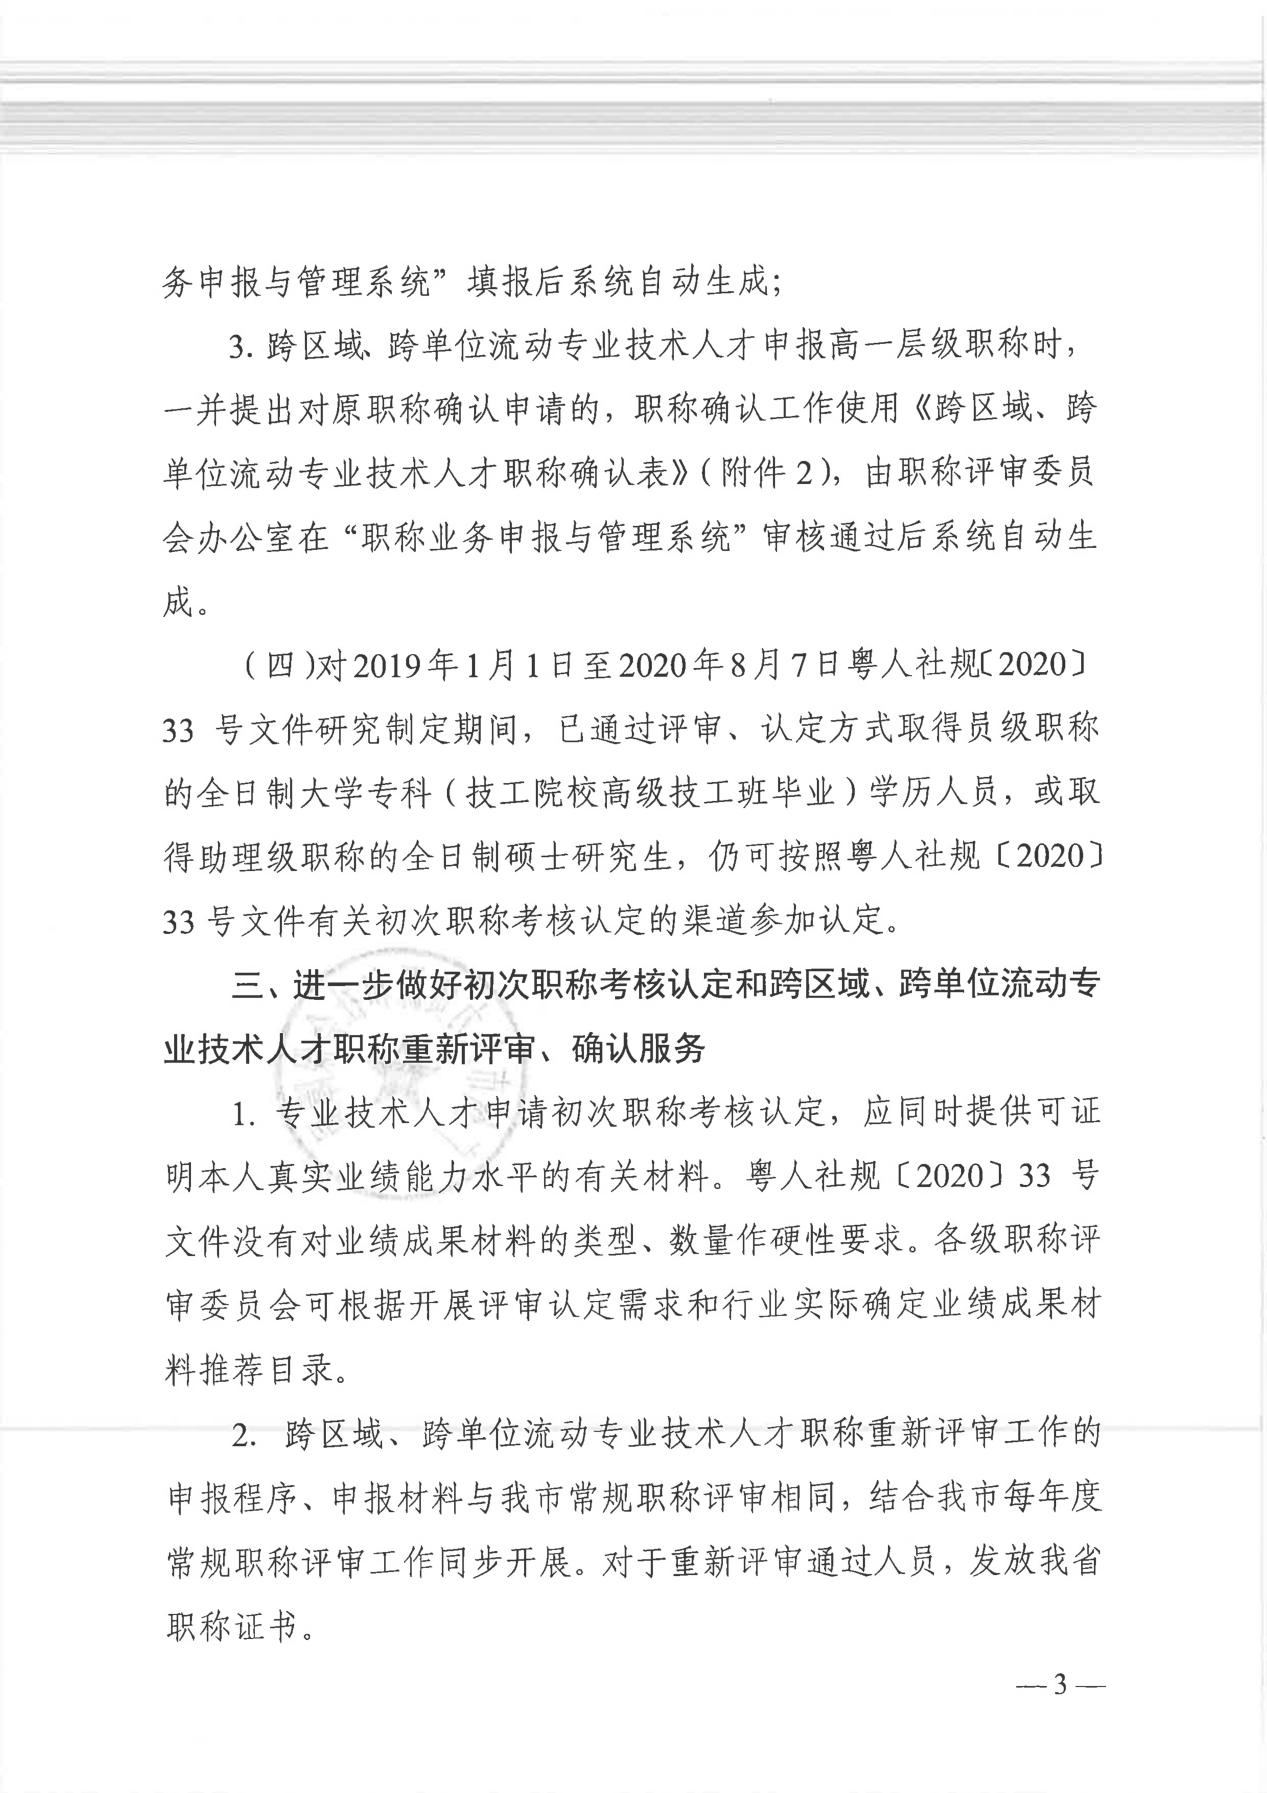 务申报与管理系统”填报后系统自动生成；
3. 跨区域、跨单位流动专业技术人才申报高一层级职称时，
一并提出对原职称确认申请的，职称确认工作使用《跨区域、跨
单位流动专业技术人才职称确认表》（附件2），由职称评审委员
会办公室在“职称业务申报与管理系统”审核通过后系统自动生
成。
（四）对2019年1月1日至2020年8月7日粤人社规〔2020〕
33 号文件研究制定期间，已通过评审、认定方式取得员级职称
的全日制大学专科（技工院校高级技工班毕业）学历人员，或取
得助理级职称的全日制硕士研究生，仍可按照粤人社规〔2020〕
33号文件有关初次职称考核认定的渠道参加认定。
三、进一步做好初次职称考核认定和跨区域、跨单位流动专
业技术人才职称重新评审、确认服务
1. 专业技术人才申请初次职称考核认定，应同时提供可证
明本人真实业绩能力水平的有关材料。粤人社规〔2020〕33 号
文件没有对业绩成果材料的类型、数量作硬性要求。各级职称评
审委员会可根据开展评审认定需求和行业实际确定业绩成果材
料推荐目录。
2. 跨区域、跨单位流动专业技术人才职称重新评审工作的
申报程序、申报材料与我市常规职称评审相同，结合我市每年度
常规职称评审工作同步开展。对于重新评审通过人员，发放我省
职称证书。
—3—